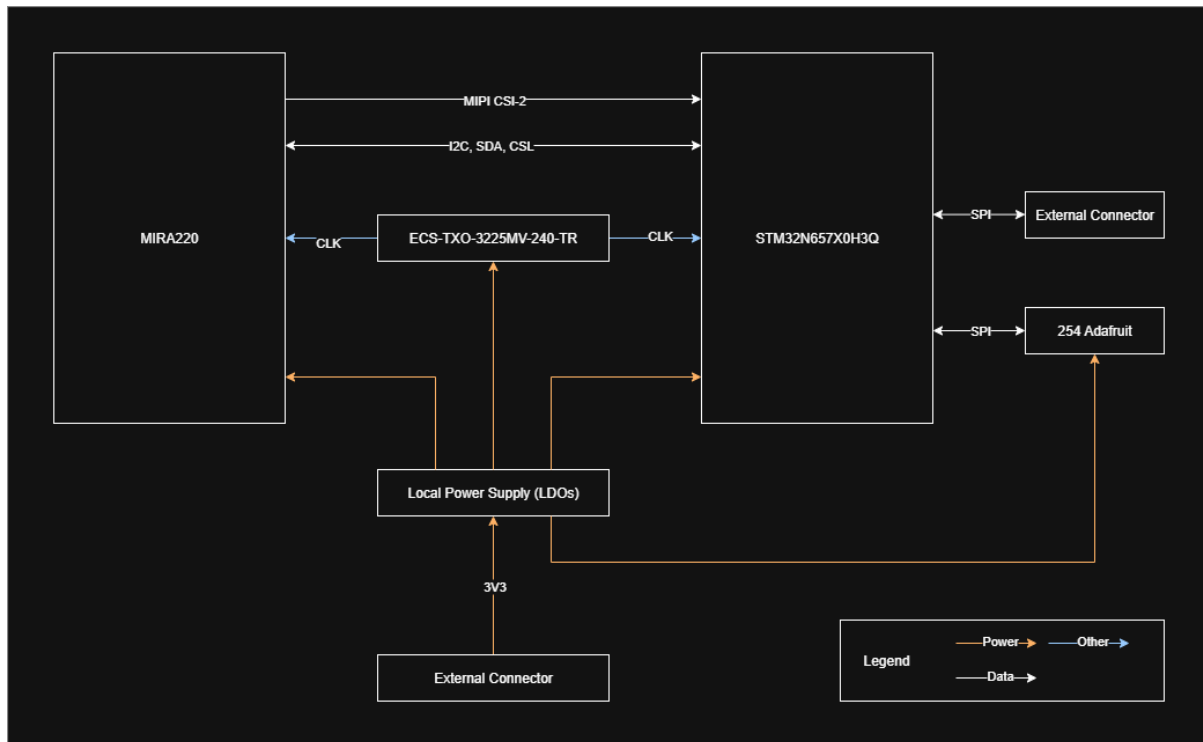 MIPI CSI-2
I2C, SDA, CSL
MIRA220
CLK
ECS-TXO-3225MV-240-TR
CLK
STM32N657X0H3Q
SPI
External Connector
SPI
254 Adafruit
Local Power Supply (LDOs)
3V3
External Connector
Legend
Power
Other
Data